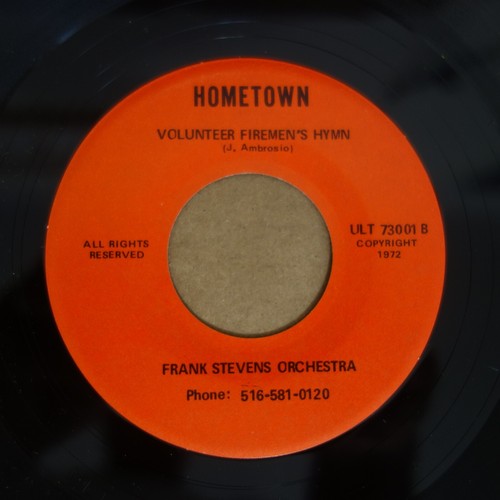 HOMETOWN
VOLUNTEER FIREMEN'S HYMN
(J. Ambrosio)
ULT 73001 B
COPYRIGHT
1972
ALL RIGHTS
RESERVED
FRANK STEVENS ORCHESTRA
Phone: 516-581-0120